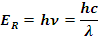 E_R = hν = hc/λ